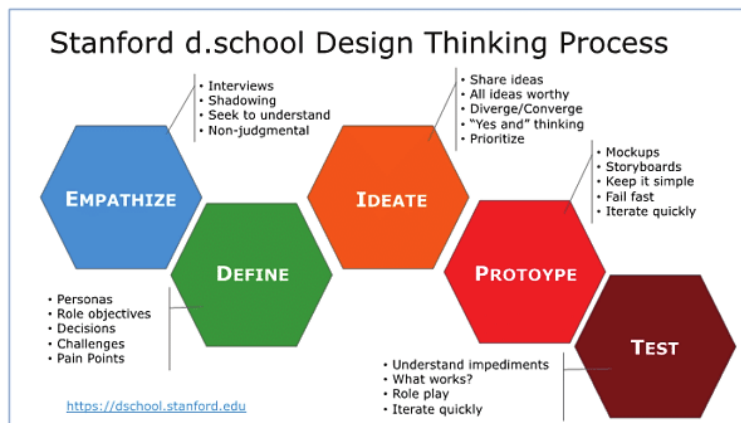 Stanford d.school Design Thinking Process
• Interviews
• Shadowing
• Seek to understand
• Non-judgmental
EMPATHIZE
• Personas
• Role objectives
• Decisions
• Challenges
• Pain Points
DEFINE
• Share ideas
• All ideas worthy
• Diverge/Converge
• “Yes and” thinking
• Prioritize
IDEATE
• Mockups
• Storyboards
• Keep it simple
• Fail fast
• Iterate quickly
PROTOYPE
• Understand impediments
• What works?
• Role play
• Iterate quickly
TEST
https://dschool.stanford.edu